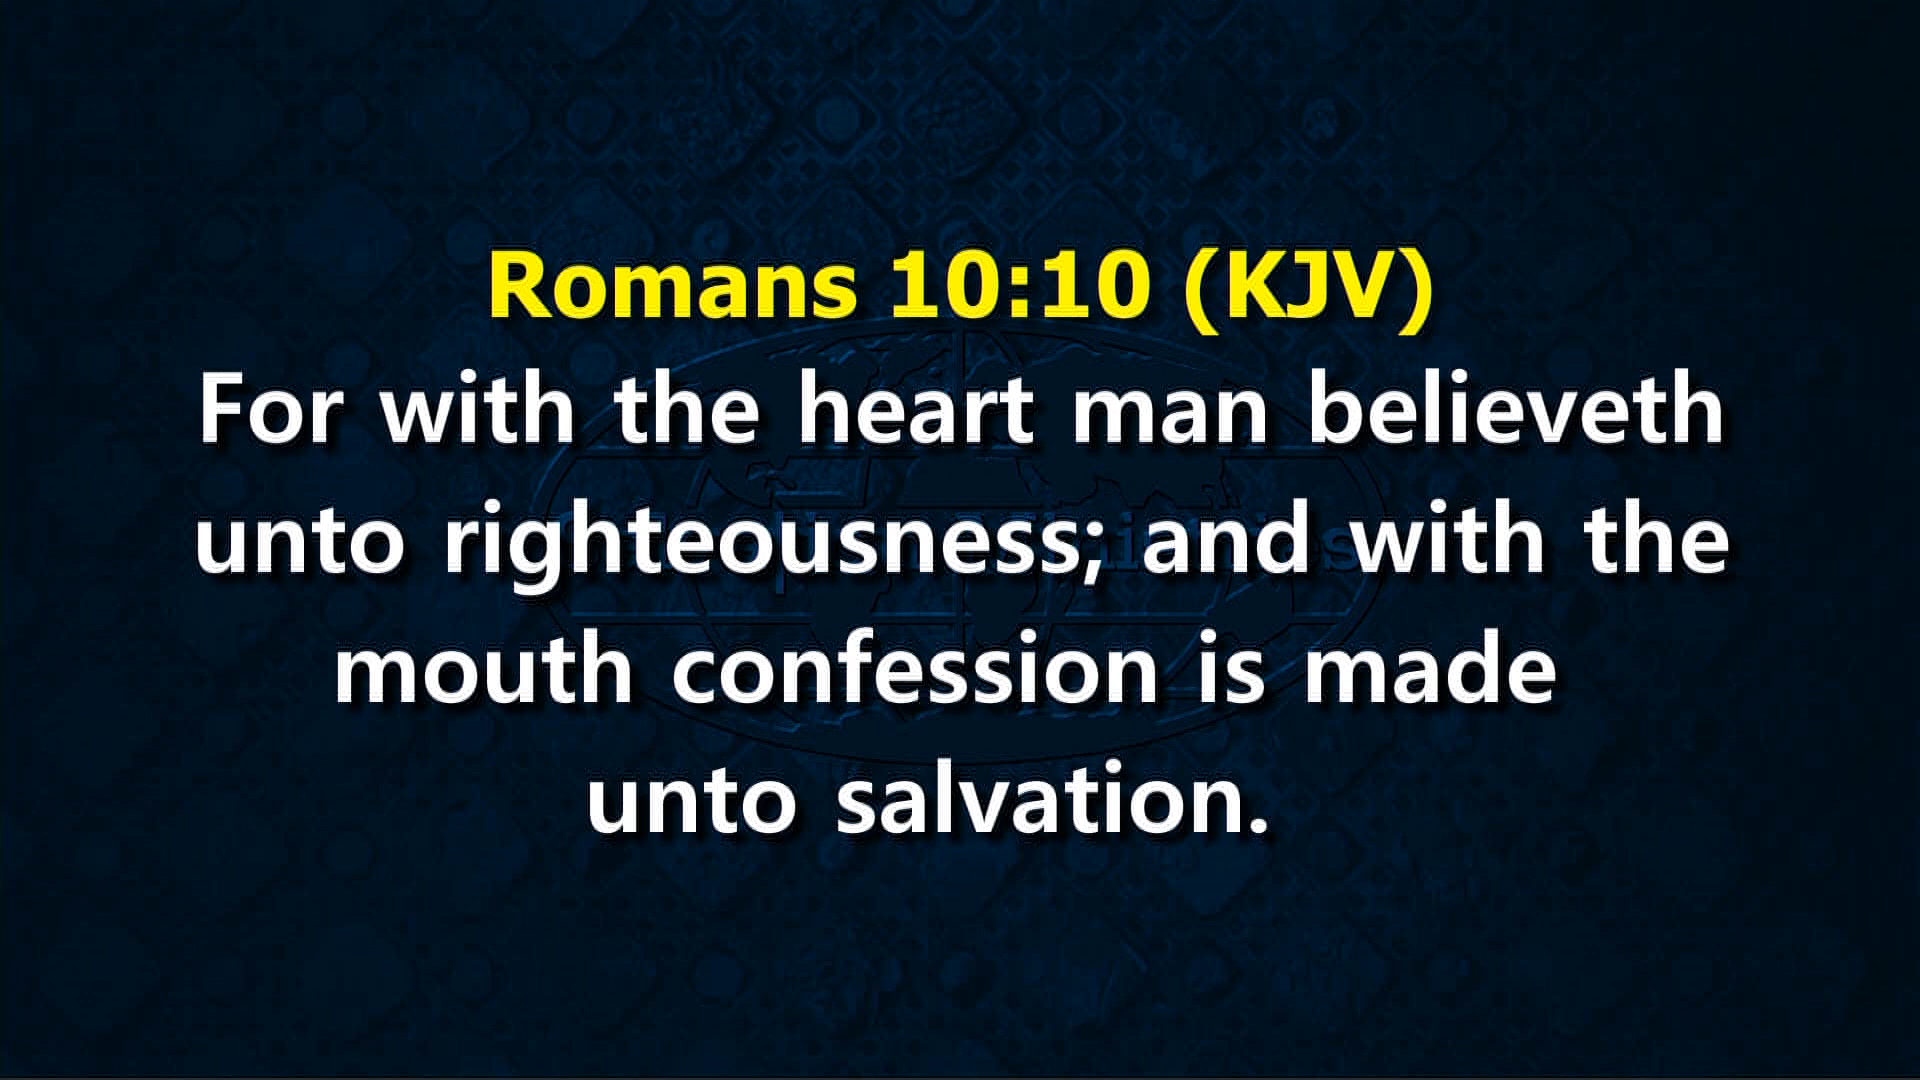 Romans 10:10 (KJV)
For with the heart man believeth
unto righteousness; and with the
mouth confession is made
unto salvation.